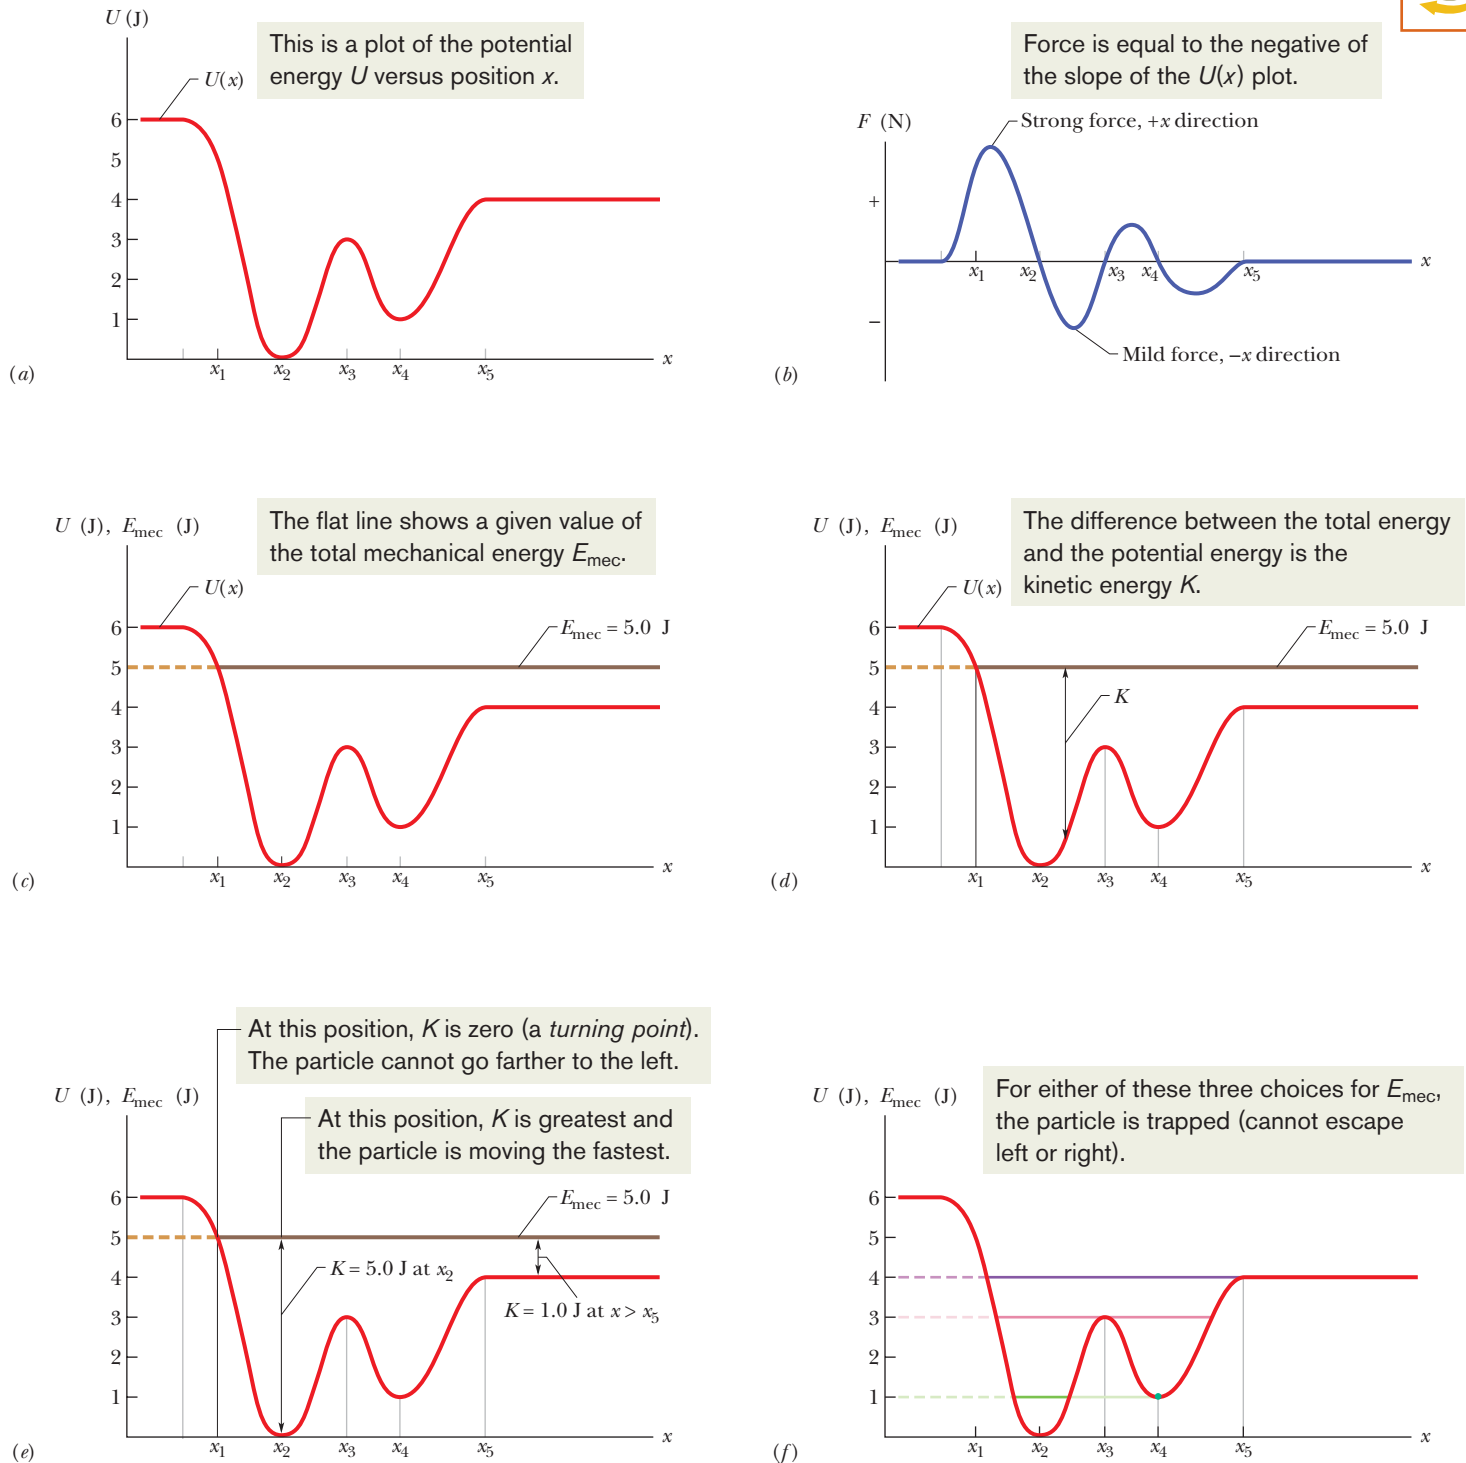 U (J)
This is a plot of the potential
energy U versus position x.
U(x)
6
5
4
3
2
1
x₁ x₂ x₃ x₄ x₅ x
(a)
Force is equal to the negative of
the slope of the U(x) plot.
F (N)
Strong force, +x direction
+
x₁ x₂ x₃ x₄ x₅ x
−
Mild force, −x direction
(b)
U (J), Emec (J)
The flat line shows a given value of
the total mechanical energy Emec.
U(x)
Emec = 5.0 J
6
5
4
3
2
1
x₁ x₂ x₃ x₄ x₅ x
(c)
U (J), Emec (J)
The difference between the total energy
and the potential energy is the
kinetic energy K.
U(x)
Emec = 5.0 J
K
6
5
4
3
2
1
x₁ x₂ x₃ x₄ x₅ x
(d)
At this position, K is zero (a turning point).
The particle cannot go farther to the left.
U (J), Emec (J)
At this position, K is greatest and
the particle is moving the fastest.
Emec = 5.0 J
K = 5.0 J at x₂
K = 1.0 J at x > x₅
6
5
4
3
2
1
x₁ x₂ x₃ x₄ x₅ x
(e)
U (J), Emec (J)
For either of these three choices for Emec,
the particle is trapped (cannot escape
left or right).
6
5
4
3
2
1
x₁ x₂ x₃ x₄ x₅ x
(f)